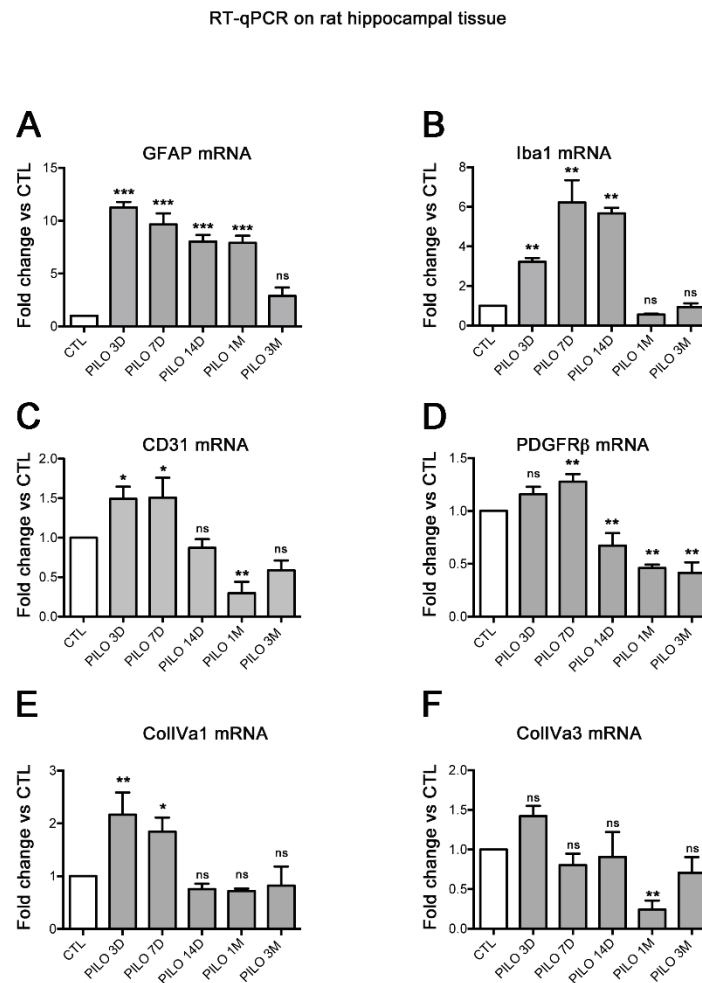 RT-qPCR on rat hippocampal tissue
A
GFAP mRNA
Fold change vs CTL
15
10
5
0
***
***
***
***
ns
CTL
PILO 3D
PILO 7D
PILO 14D
PILO 1M
PILO 3M
B
Iba1 mRNA
Fold change vs CTL
8
6
4
2
0
**
**
**
ns
ns
CTL
PILO 3D
PILO 7D
PILO 14D
PILO 1M
PILO 3M
C
CD31 mRNA
Fold change vs CTL
2.0
1.5
1.0
0.5
0.0
*
*
ns
**
ns
CTL
PILO 3D
PILO 7D
PILO 14D
PILO 1M
PILO 3M
D
PDGFRβ mRNA
Fold change vs CTL
1.5
1.0
0.5
0.0
ns
**
**
**
**
CTL
PILO 3D
PILO 7D
PILO 14D
PILO 1M
PILO 3M
E
CollVa1 mRNA
Fold change vs CTL
3
2
1
0
**
*
ns
ns
ns
CTL
PILO 3D
PILO 7D
PILO 14D
PILO 1M
PILO 3M
F
CollVa3 mRNA
Fold change vs CTL
2.0
1.5
1.0
0.5
0.0
ns
ns
ns
**
ns
CTL
PILO 3D
PILO 7D
PILO 14D
PILO 1M
PILO 3M